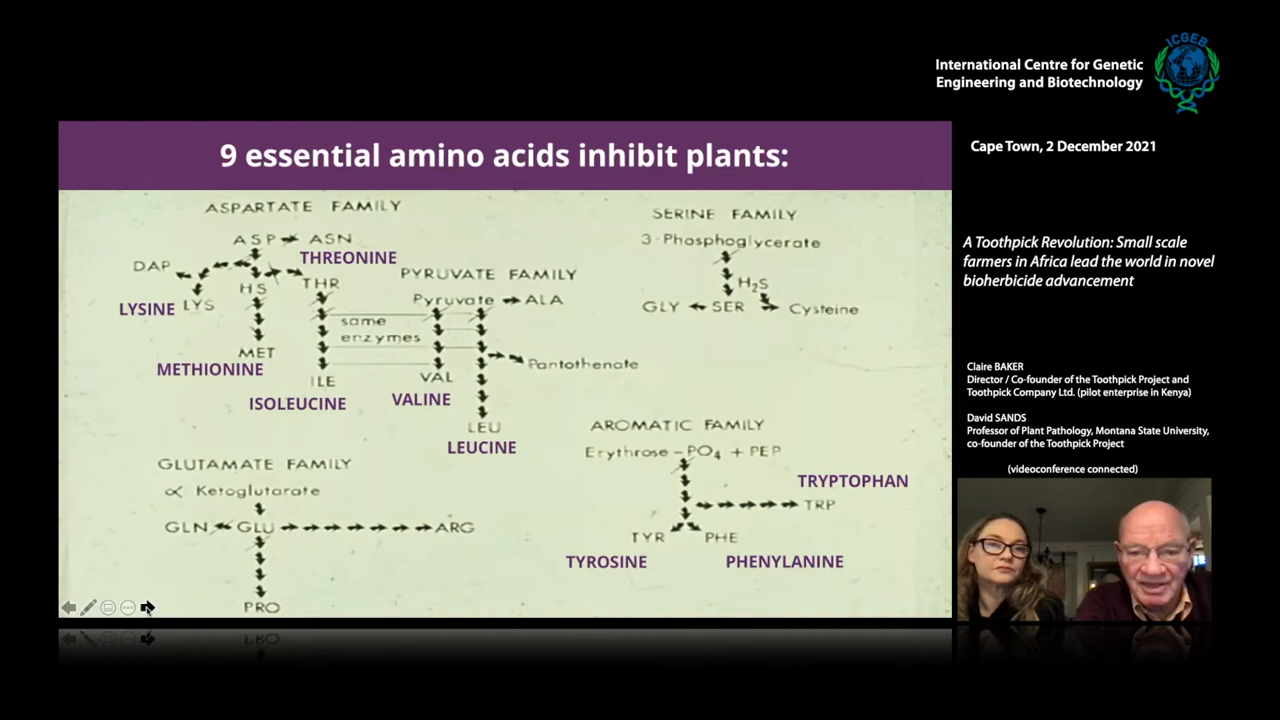 ICGEB
International Centre for Genetic
Engineering and Biotechnology
9 essential amino acids inhibit plants:
Cape Town, 2 December 2021
A Toothpick Revolution: Small scale
farmers in Africa lead the world in novel
bioherbicide advancement
Claire BAKER
Director / Co-founder of the Toothpick Project and
Toothpick Company Ltd. (pilot enterprise in Kenya)
David SANDS
Professor of Plant Pathology, Montana State University,
co-founder of the Toothpick Project
(videoconference connected)
ASPARTATE FAMILY
ASP ASN
THREONINE
DAP
HS THR
LYSINE LYS
MET
METHIONINE
ILE
ISOLEUCINE
PYRUVATE FAMILY
Pyruvate ALA
same
enzymes
Pantothenate
VAL
VALINE
LEU
LEUCINE
SERINE FAMILY
3-Phosphoglycerate
H₂S
GLY SER Cysteine
GLUTAMATE FAMILY
∝ Ketoglutarate
GLN GLU ARG
PRO
AROMATIC FAMILY
Erythrose-PO₄ + PEP
TRYPTOPHAN
TRP
TYR PHE
TYROSINE PHENYLANINE